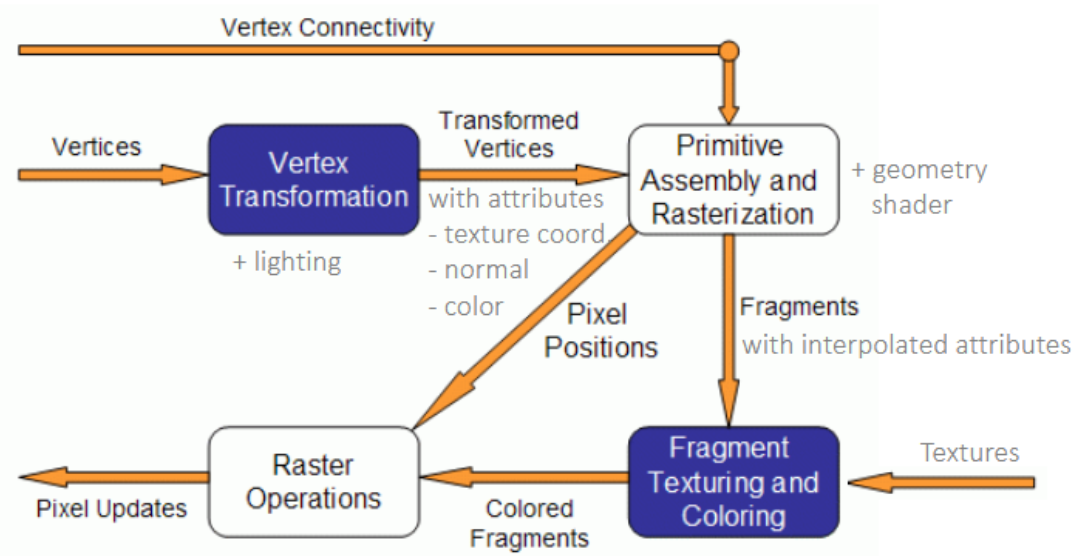 Vertex Connectivity
Vertices
Vertex
Transformation
+ lighting
Transformed
Vertices
with attributes
- texture coord.
- normal
- color
Primitive
Assembly and
Rasterization
+ geometry
shader
Pixel
Positions
Fragments
with interpolated attributes
Raster
Operations
Pixel Updates
Colored
Fragments
Fragment
Texturing and
Coloring
Textures